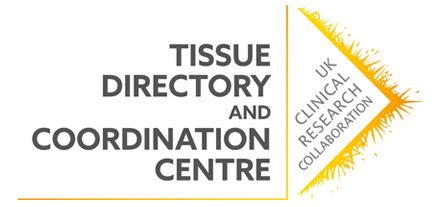 TISSUE
DIRECTORY
AND
COORDINATION
CENTRE
UK
CLINICAL
RESEARCH
COLLABORATION